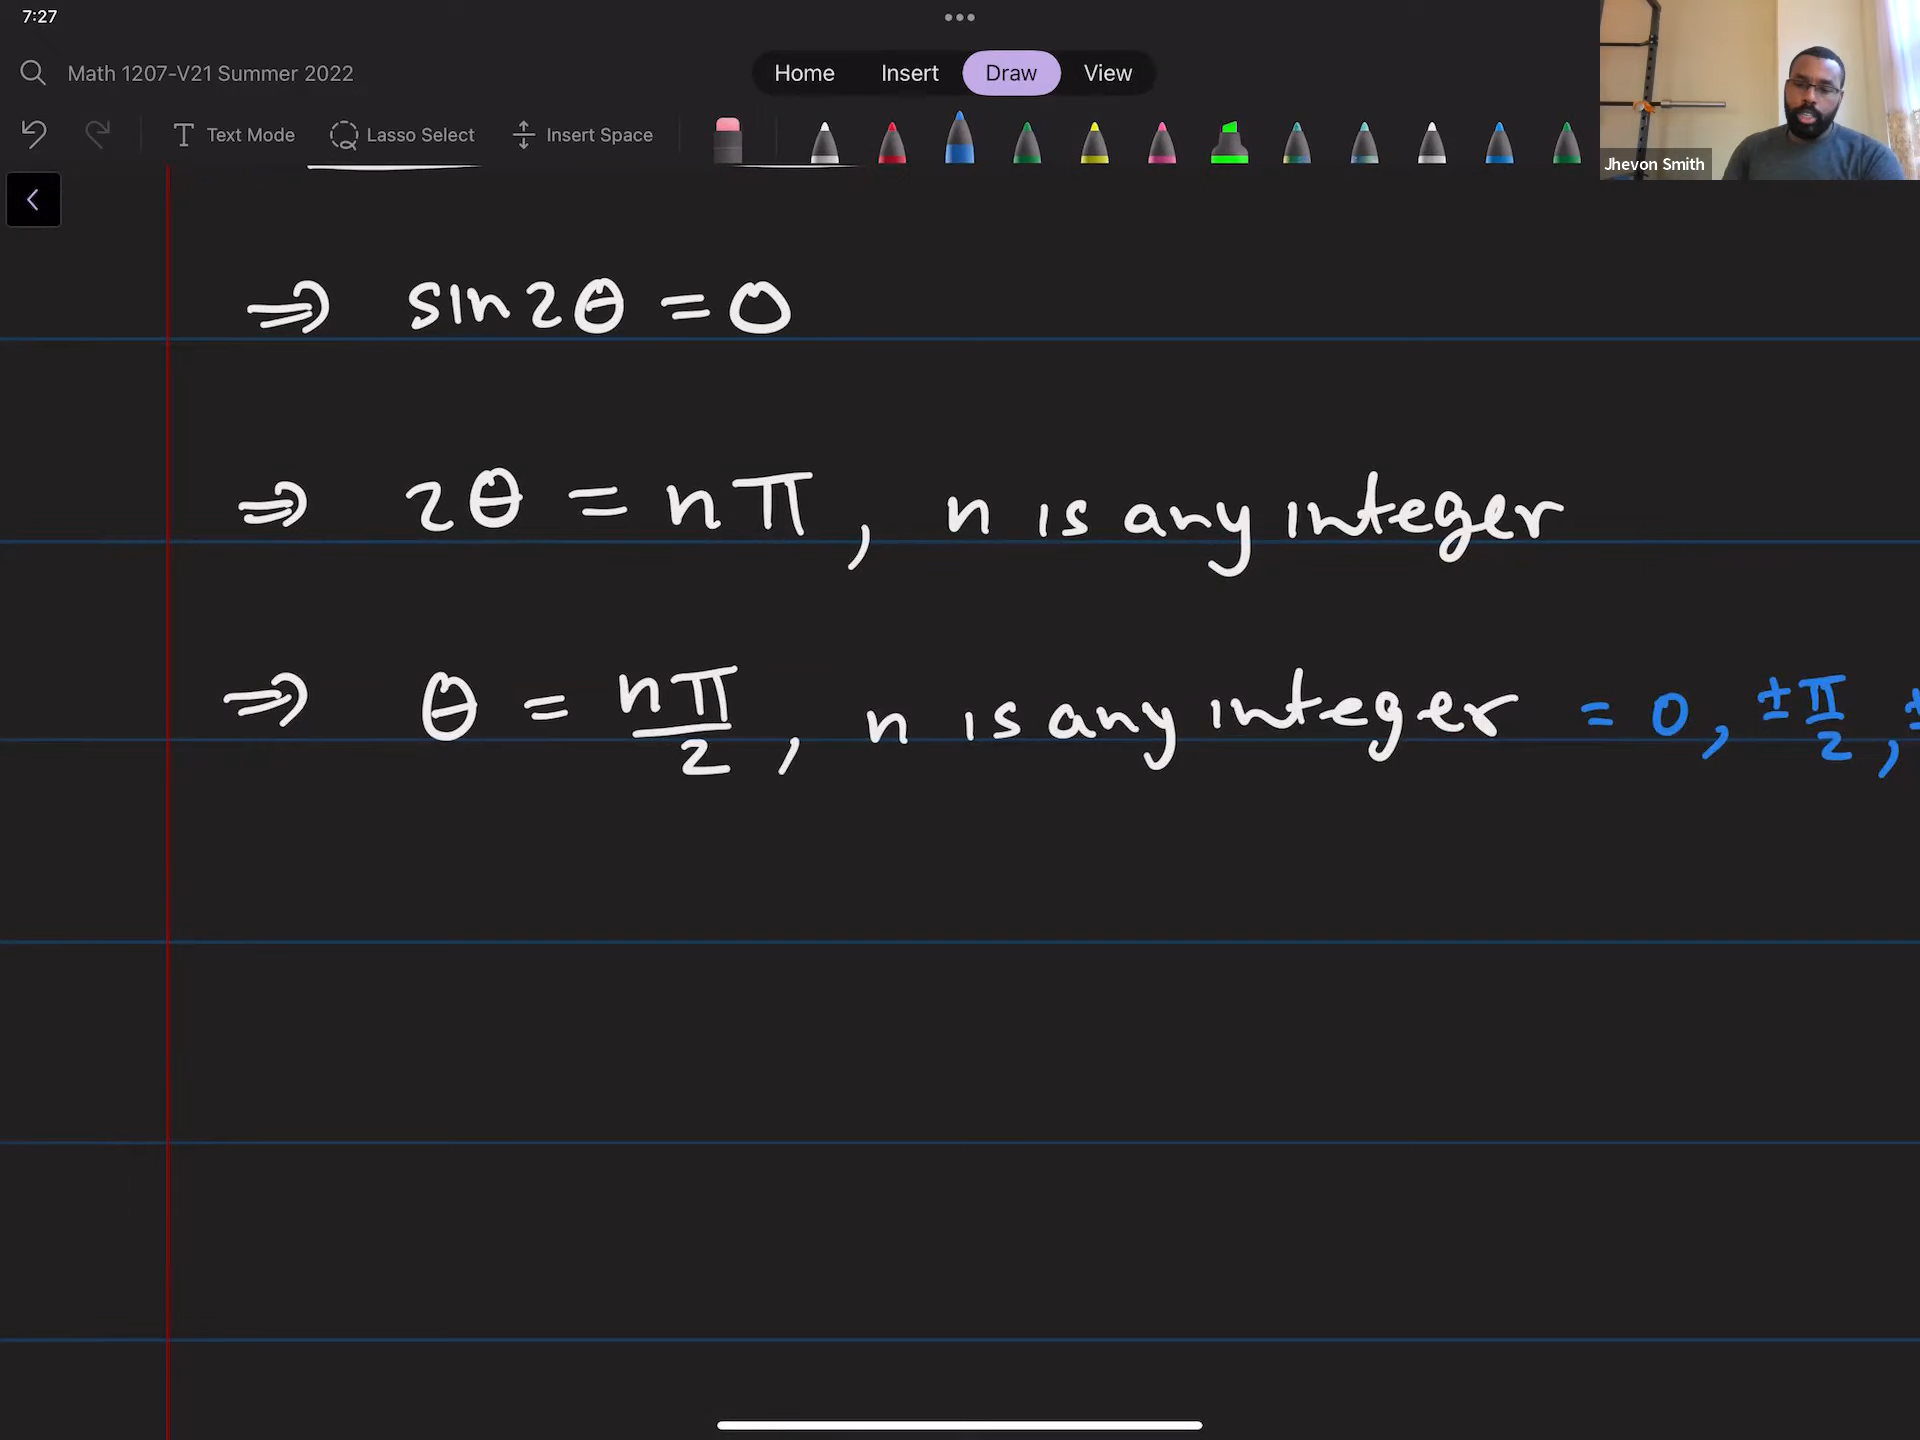 7:27
Math 1207-V21 Summer 2022
Home Insert Draw View
Text Mode Lasso Select Insert Space
Jhevon Smith
⇒ sin2θ = 0
⇒ 2θ = nπ, n is any integer
⇒ θ = nπ/2, n is any integer = 0, ±π/2, ±